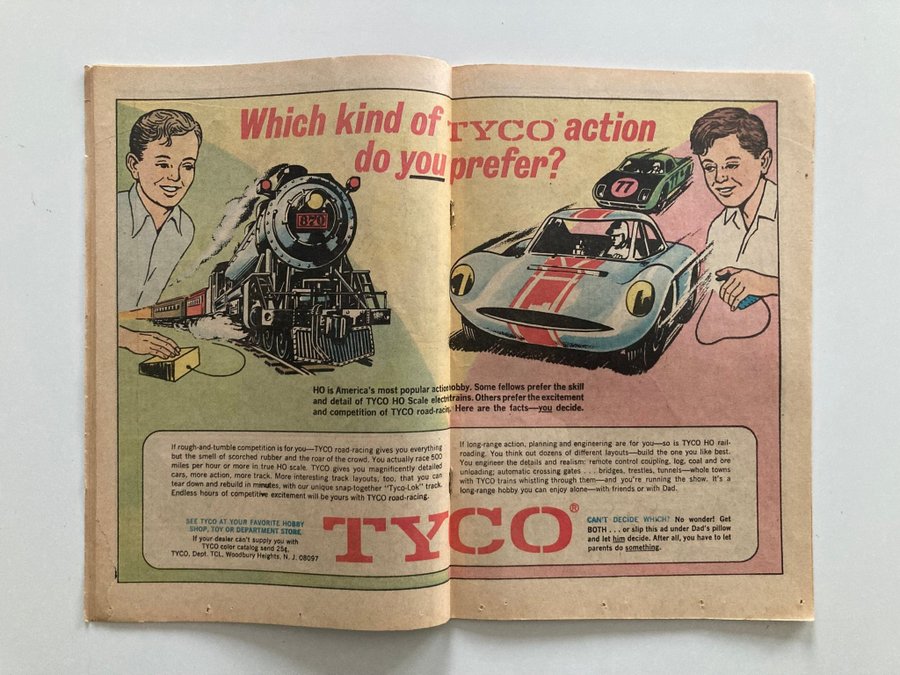 Which kind of TYCO® action
do you prefer?
870
77
HO is America's most popular action hobby. Some fellows prefer the skill
and detail of TYCO HO Scale electric trains. Others prefer the excitement
and competition of TYCO road-racing. Here are the facts—you decide.
If rough-and-tumble competition is for you—TYCO road-racing gives you everything
but the smell of scorched rubber and the roar of the crowd. You actually race 500
miles per hour or more in true HO scale. TYCO gives you magnificently detailed
cars, more action, more track. More interesting track layouts, too, that you can
tear down and rebuild in minutes, with our unique snap-together "Tyco-Lok" track.
Endless hours of competitive excitement will be yours with TYCO road-racing.
If long-range action, planning and engineering are for you—so is TYCO HO rail-
roading. You think out dozens of different layouts—build the one you like best.
You engineer the details and realism: remote control coupling, log, coal and ore
unloading; automatic crossing gates . . . bridges, trestles, tunnels—whole towns
with TYCO trains whistling through them—and you're running the show. It's a
long-range hobby you can enjoy alone—with friends or with Dad.
SEE TYCO AT YOUR FAVORITE HOBBY
SHOP, TOY OR DEPARTMENT STORE.
If your dealer can't supply you with
TYCO color catalog send 25¢.
TYCO, Dept. TCL, Woodbury Heights, N. J. 08097
TYCO®
CAN'T DECIDE WHICH? No wonder! Get
BOTH . . . or slip this ad under Dad's pillow
and let him decide. After all, you have to let
parents do something.